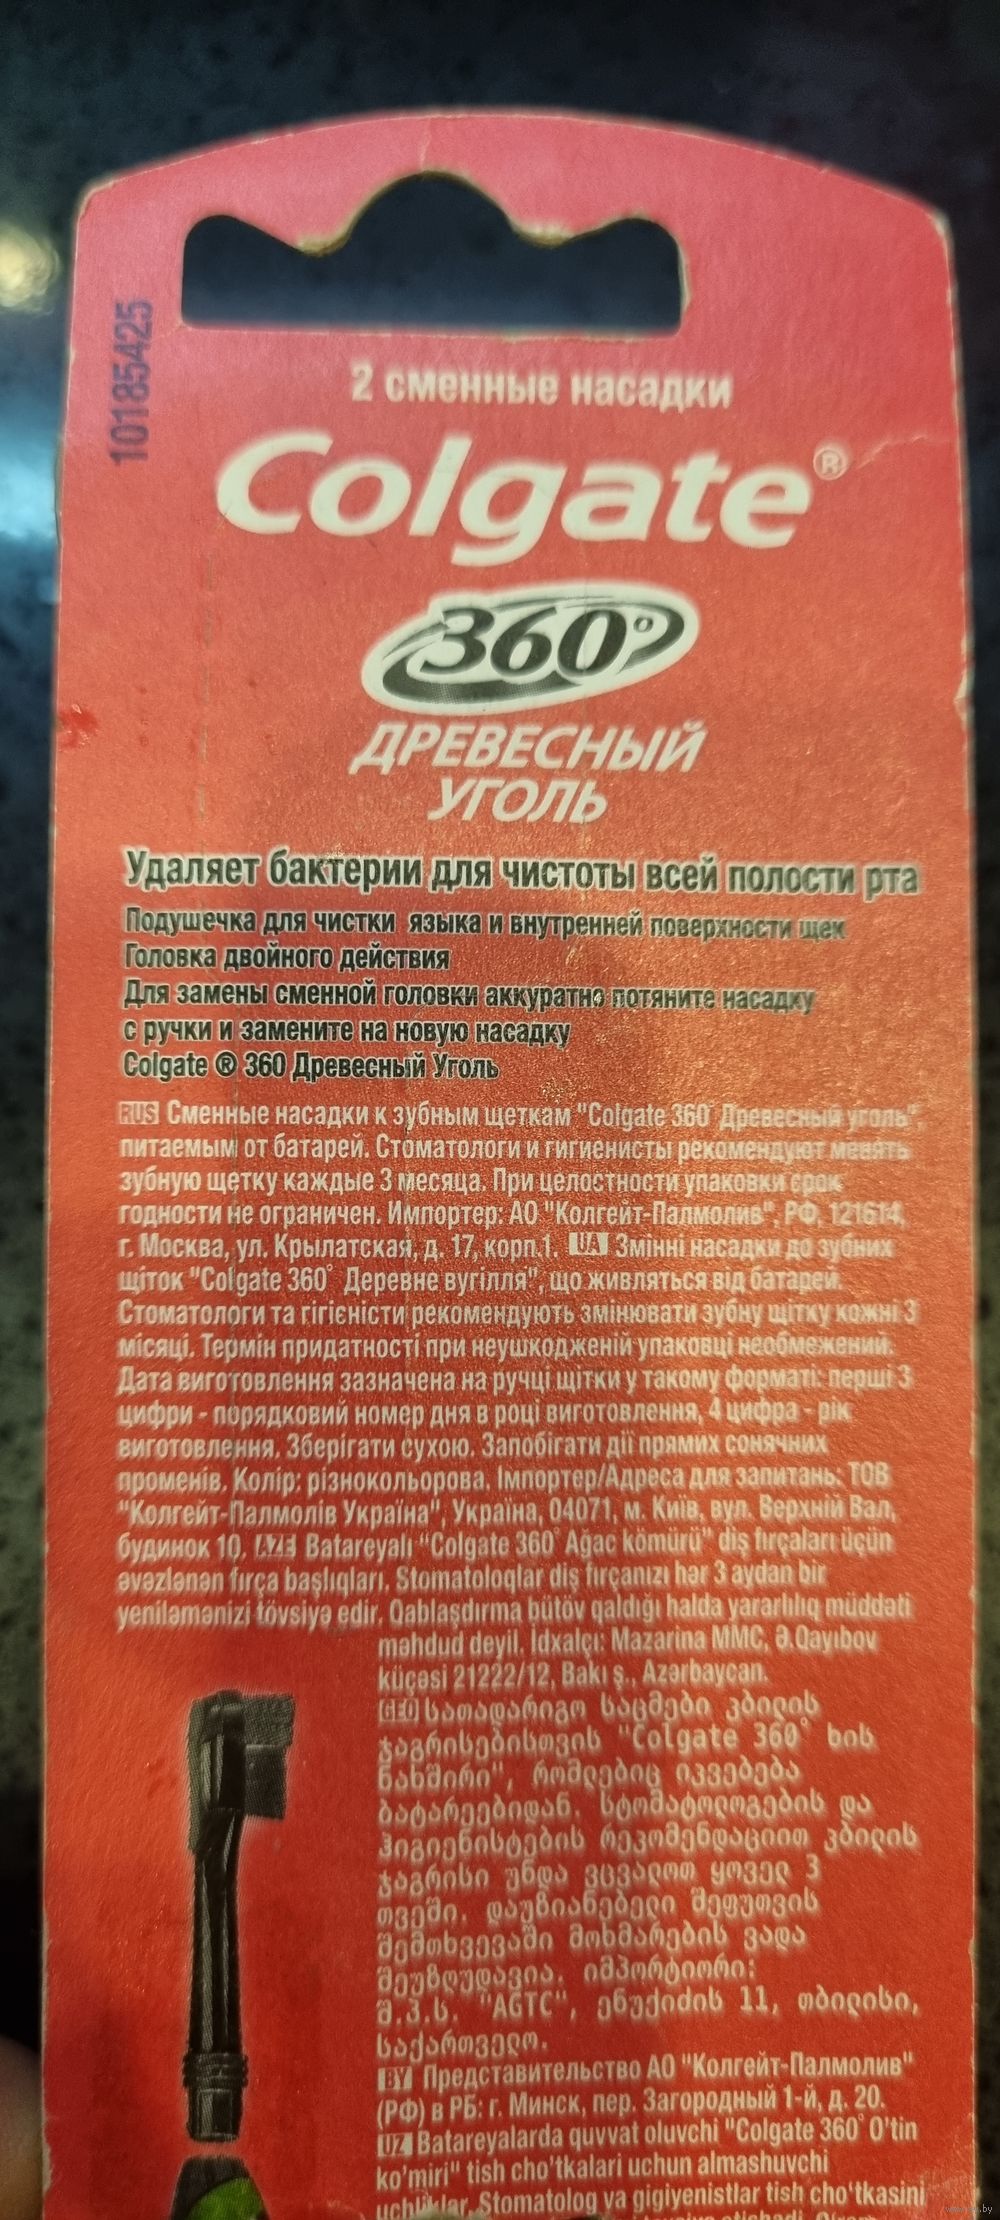 10185425
2 сменные насадки
Colgate®
360°
ДРЕВЕСНЫЙ
УГОЛЬ
Удаляет бактерии для чистоты всей полости рта
Подушечка для чистки языка и внутренней поверхности щек
Головка двойного действия
Для замены сменной головки аккуратно потяните насадку
с ручки и замените на новую насадку
Colgate ® 360 Древесный Уголь
RUS Сменные насадки к зубным щеткам "Colgate 360° Древесный уголь",
питаемым от батарей. Стоматологи и гигиенисты рекомендуют менять
зубную щетку каждые 3 месяца. При целостности упаковки срок
годности не ограничен. Импортер: АО "Колгейт-Палмолив", РФ, 121614,
г. Москва, ул. Крылатская, д. 17, корп.1. UA Змінні насадки до зубних
щіток "Colgate 360° Деревне вугілля", що живляться від батарей.
Стоматологи та гігієністи рекомендують змінювати зубну щітку кожні 3
місяці. Термін придатності при неушкодженій упаковці необмежений.
Дата виготовлення зазначена на ручці щітки у такому форматі: перші 3
цифри - порядковий номер дня в році виготовлення, 4 цифра - рік
виготовлення. Зберігати сухою. Запобігати дії прямих сонячних
променів. Колір: різнокольорова. Імпортер/Адреса для запитань: ТОВ
"Колгейт-Палмолів Україна", Україна, 04071, м. Київ, вул. Верхній Вал,
будинок 10. AZE Batareyalı "Colgate 360° Ağac kömürü" diş fırçaları üçün
əvəzlənən fırça başlıqları. Stomatoloqlar diş fırçanızı hər 3 aydan bir
yeniləmənizi tövsiyə edir. Qablaşdırma bütöv qaldığı halda yararlılıq müddəti
məhdud deyil. İdxalçı: Mazarina MMC, Ə.Qayıbov
küçəsi 21222/12, Bakı ş., Azərbaycan.
GEO სათადარიგო საცმები კბილის
ჯაგრისებისთვის "Colgate 360° ხის
ნახშირი", რომლებიც იკვებება
ბატარეებიდან. სტომატოლოგების და
ჰიგიენისტების რეკომენდაციით კბილის
ჯაგრისი უნდა ვცვალოთ ყოველ 3
თვეში. დაუზიანებელი შეფუთვის
შემთხვევაში მოხმარების ვადა
შეუზღუდავია. იმპორტიორი:
შ.პ.ს. "AGTC", ენუქიძის 11, თბილისი,
საქართველო.
BY Представительство АО "Колгейт-Палмолив"
(РФ) в РБ: г. Минск, пер. Загородный 1-й, д. 20.
UZ Batareyalarda quvvat oluvchi "Colgate 360° O'tin
ko'miri" tish cho'tkalari uchun almashuvchi
uchliklar. Stomatolog va gigiyenistlar tish cho'tkasini